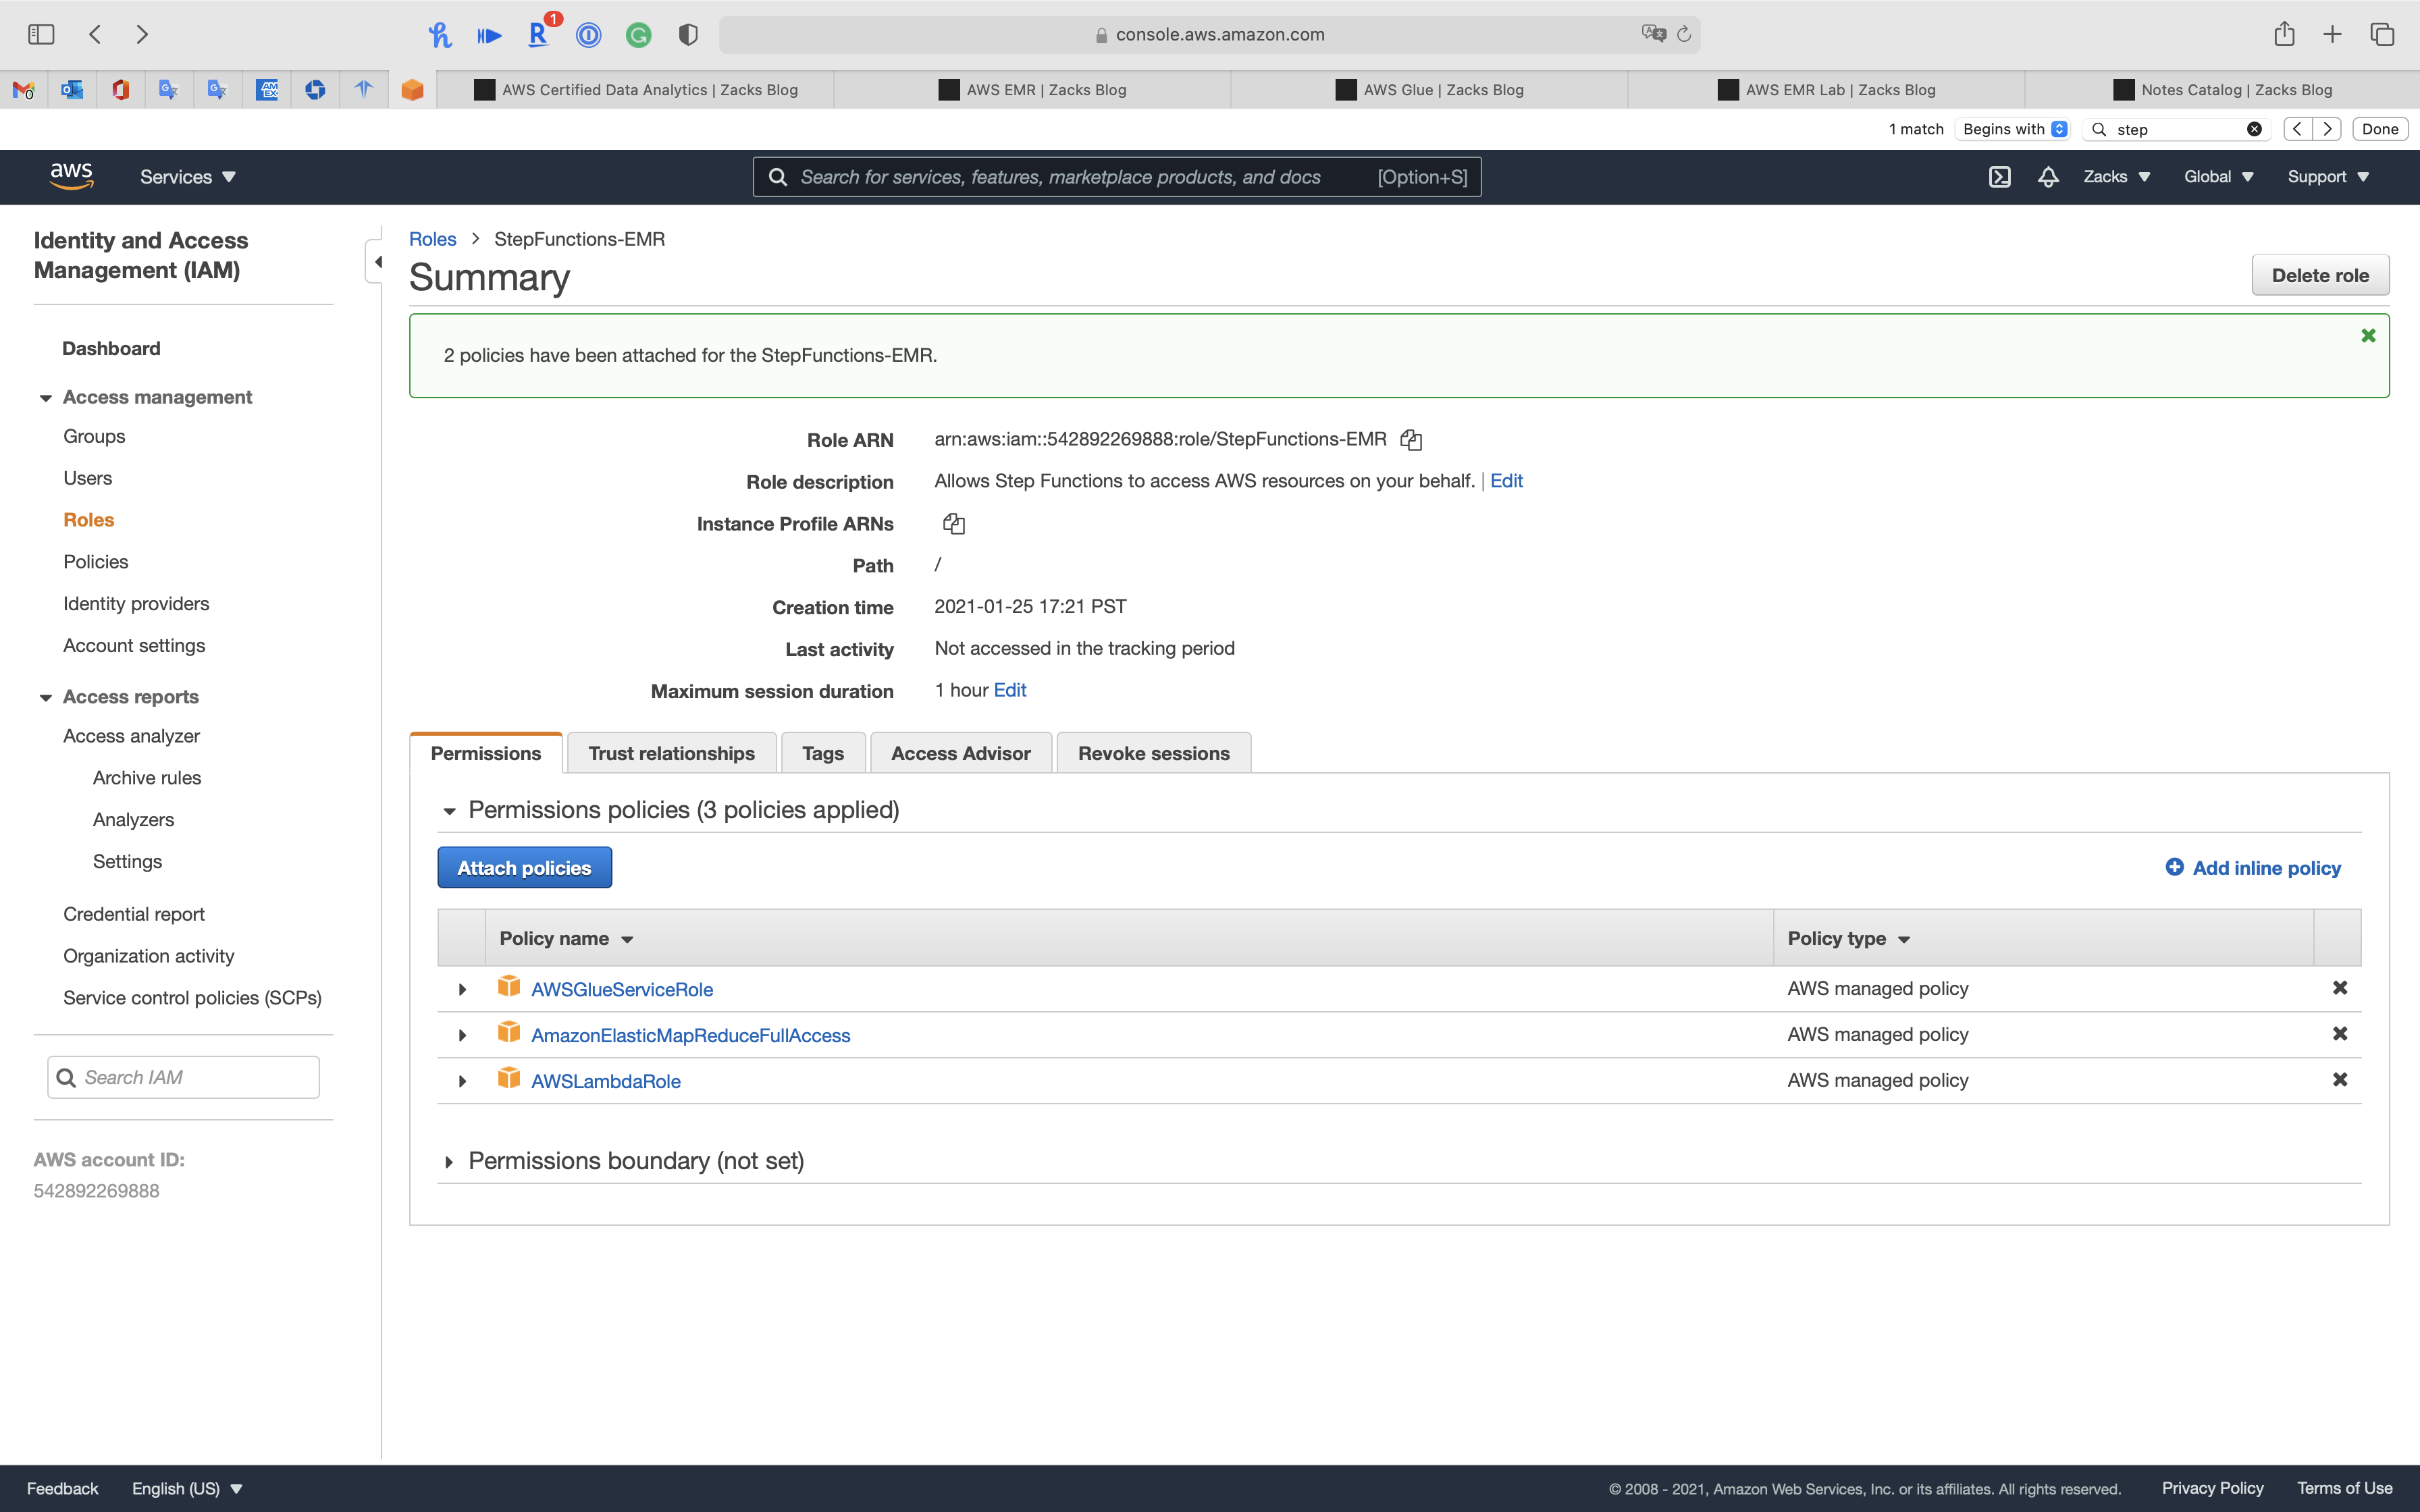 1
console.aws.amazon.com
AWS Certified Data Analytics | Zacks Blog
AWS EMR | Zacks Blog
AWS Glue | Zacks Blog
AWS EMR Lab | Zacks Blog
Notes Catalog | Zacks Blog
1 match
Begins with
step
Done
aws
Services
Search for services, features, marketplace products, and docs
[Option+S]
Zacks
Global
Support
Identity and Access
Management (IAM)
Dashboard
Access management
Groups
Users
Roles
Policies
Identity providers
Account settings
Access reports
Access analyzer
Archive rules
Analyzers
Settings
Credential report
Organization activity
Service control policies (SCPs)
Search IAM
AWS account ID:
542892269888
Roles > StepFunctions-EMR
Summary
Delete role
2 policies have been attached for the StepFunctions-EMR.
Role ARN arn:aws:iam::542892269888:role/StepFunctions-EMR
Role description Allows Step Functions to access AWS resources on your behalf. | Edit
Instance Profile ARNs
Path /
Creation time 2021-01-25 17:21 PST
Last activity Not accessed in the tracking period
Maximum session duration 1 hour Edit
Permissions
Trust relationships
Tags
Access Advisor
Revoke sessions
Permissions policies (3 policies applied)
Attach policies
Add inline policy
Policy name Policy type
AWSGlueServiceRole AWS managed policy
AmazonElasticMapReduceFullAccess AWS managed policy
AWSLambdaRole AWS managed policy
Permissions boundary (not set)
Feedback
English (US)
© 2008 - 2021, Amazon Web Services, Inc. or its affiliates. All rights reserved.
Privacy Policy
Terms of Use